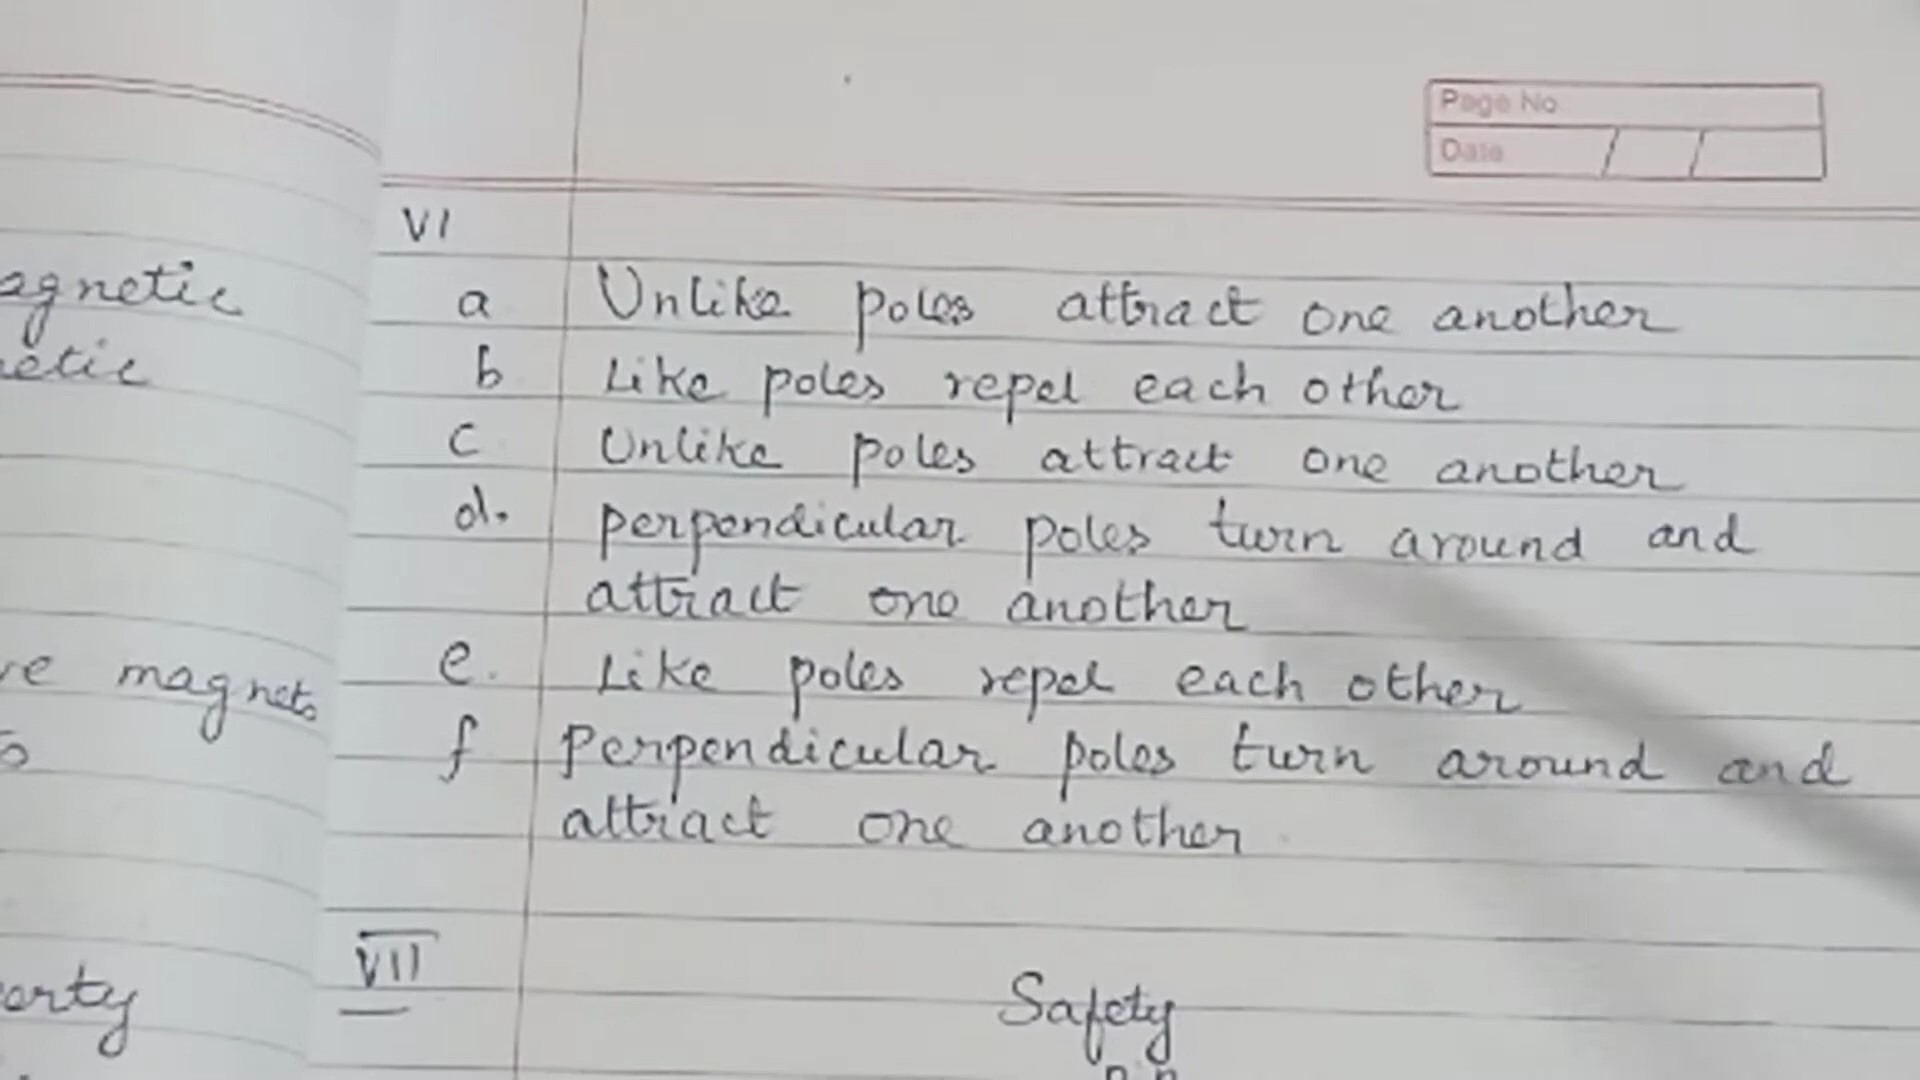 agnetic
netic
re magnets
erty
Page No.
Date
VI
a Unlike poles attract one another
b Like poles repel each other
c Unlike poles attract one another
d. perpendicular poles turn around and
attract one another
e. Like poles repel each other
f Perpendicular poles turn around and
attract one another
VII
Safety